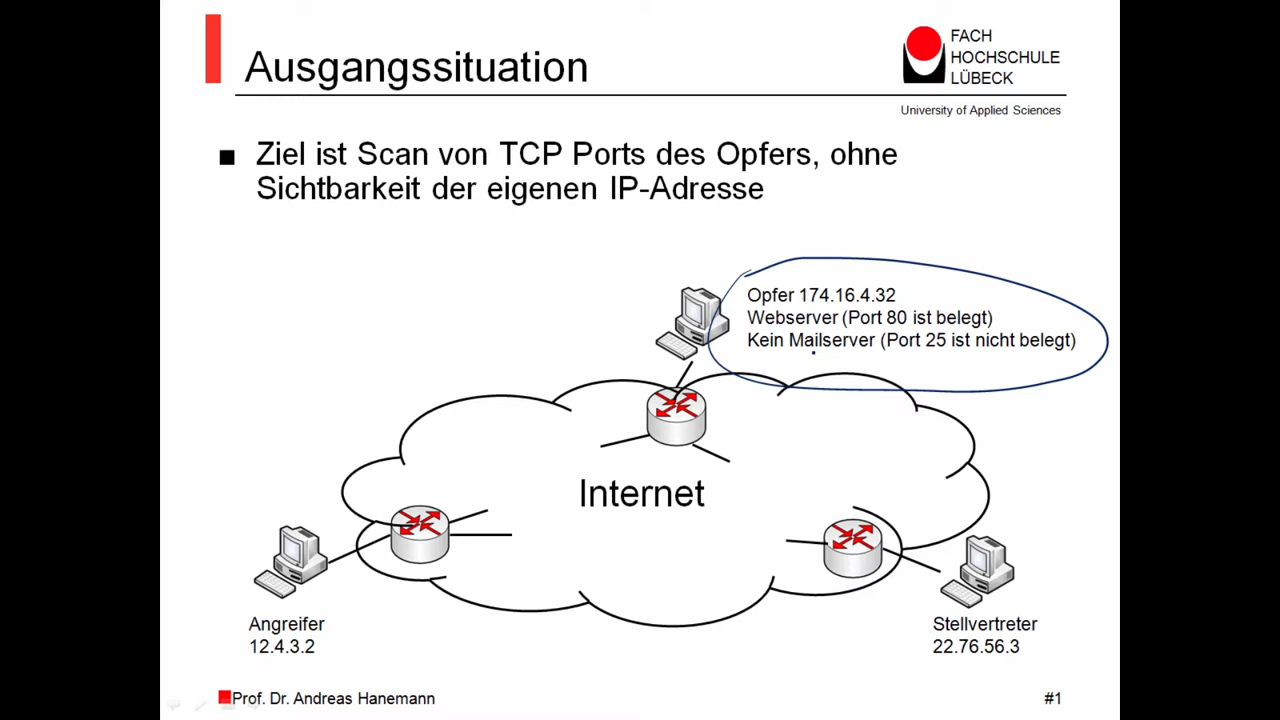 Ausgangssituation
FACH
HOCHSCHULE
LÜBECK
University of Applied Sciences
Ziel ist Scan von TCP Ports des Opfers, ohne
Sichtbarkeit der eigenen IP-Adresse
Opfer 174.16.4.32
Webserver (Port 80 ist belegt)
Kein Mailserver (Port 25 ist nicht belegt)
Internet
Angreifer
12.4.3.2
Stellvertreter
22.76.56.3
Prof. Dr. Andreas Hanemann
#1